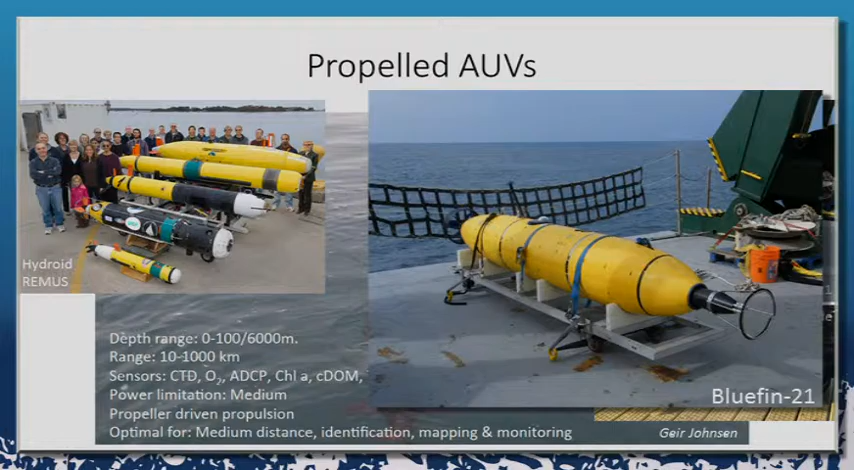 Propelled AUVs
Hydroid
REMUS
Depth range: 0-100/6000m.
Range: 10-1000 km
Sensors: CTD, O₂, ADCP, Chl a, cDOM,
Power limitation: Medium
Propeller driven propulsion
Optimal for: Medium distance, identification, mapping & monitoring
Bluefin-21
Geir Johnsen